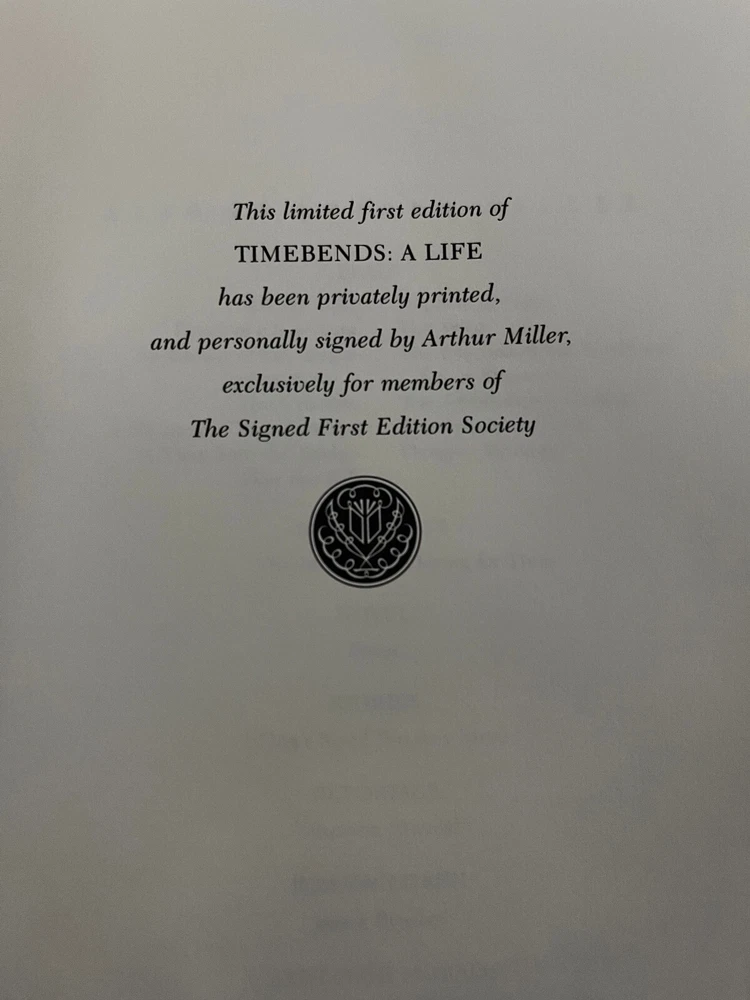 This limited first edition of
TIMEBENDS: A LIFE
has been privately printed,
and personally signed by Arthur Miller,
exclusively for members of
The Signed First Edition Society